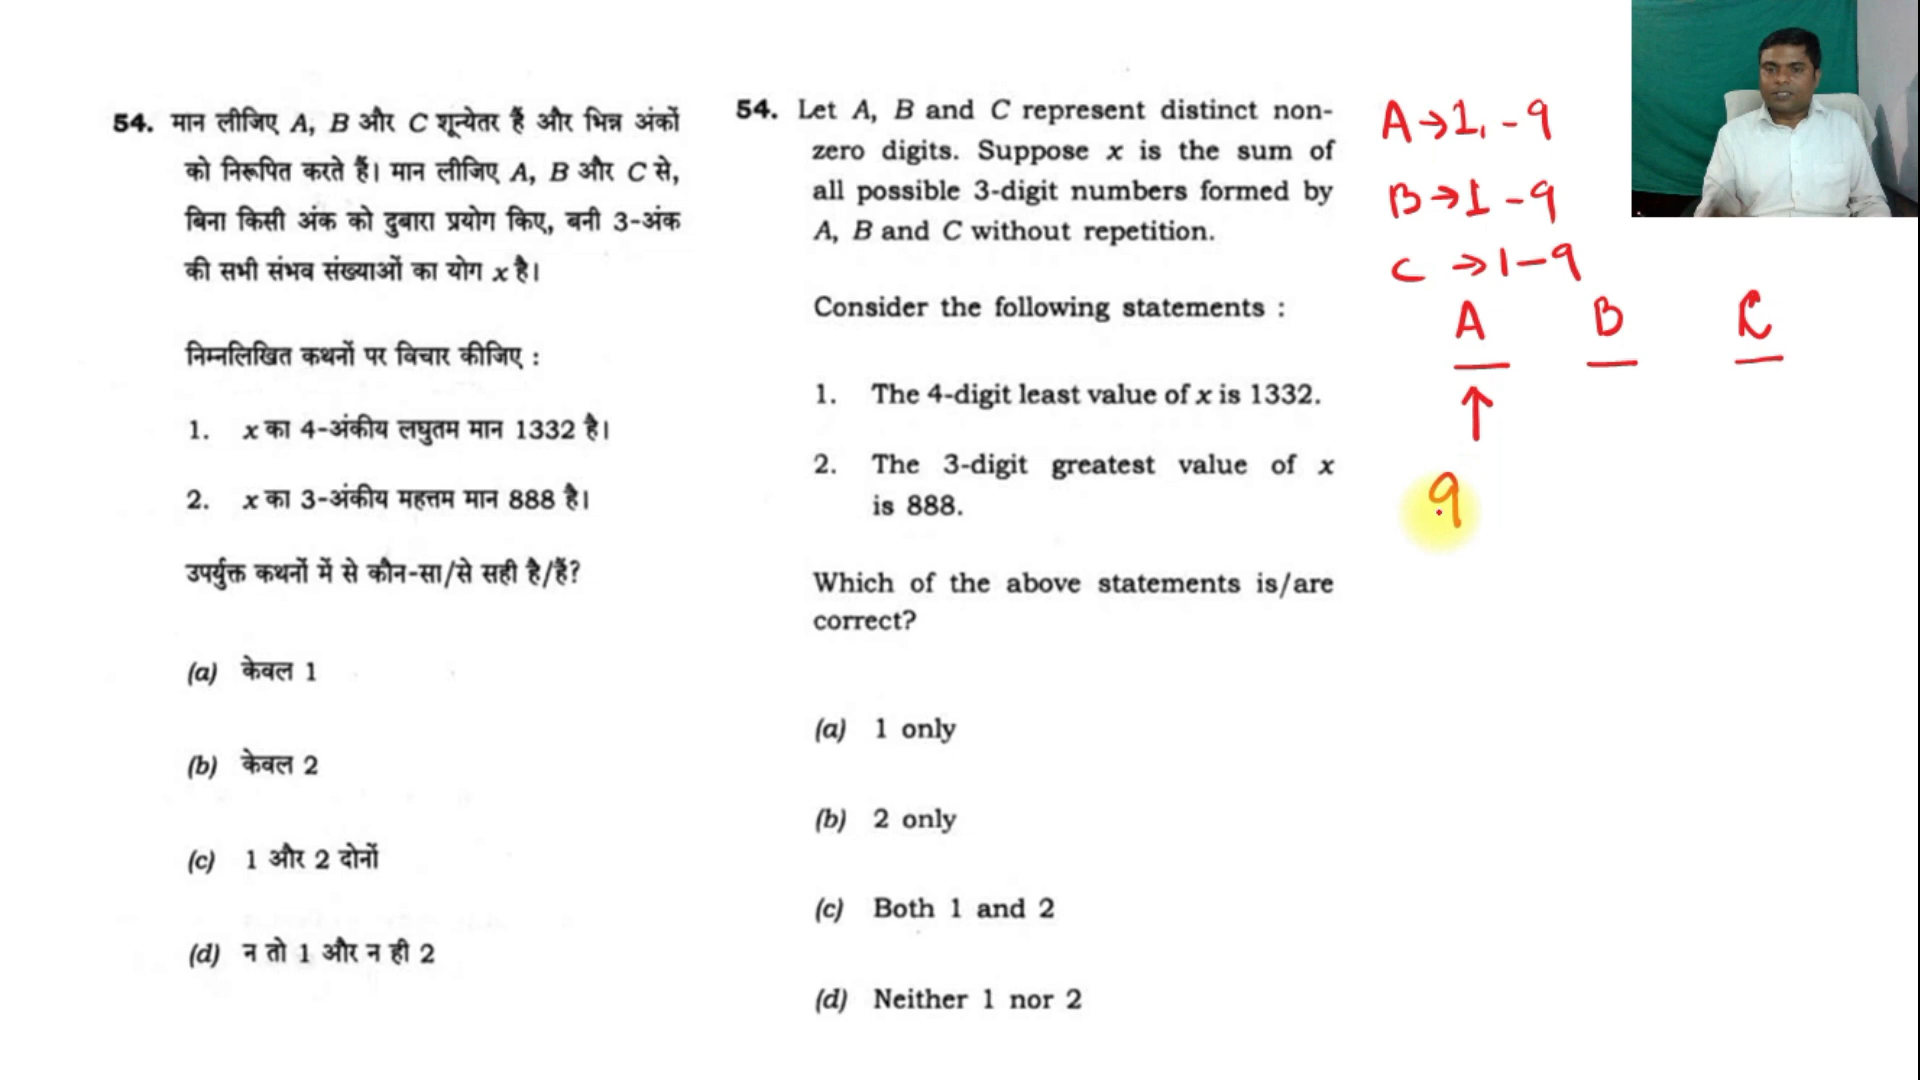 54. मान लीजिए A, B और C शून्येतर हैं और भिन्न अंकों
को निरूपित करते हैं। मान लीजिए A, B और C से,
बिना किसी अंक को दुबारा प्रयोग किए, बनी 3-अंक
की सभी संभव संख्याओं का योग x है।
निम्नलिखित कथनों पर विचार कीजिए :
1. x का 4-अंकीय लघुतम मान 1332 है।
2. x का 3-अंकीय महत्तम मान 888 है।
उपर्युक्त कथनों में से कौन-सा/से सही है/हैं?
(a) केवल 1
(b) केवल 2
(c) 1 और 2 दोनों
(d) न तो 1 और न ही 2
54. Let A, B and C represent distinct non-
zero digits. Suppose x is the sum of
all possible 3-digit numbers formed by
A, B and C without repetition.
Consider the following statements :
1. The 4-digit least value of x is 1332.
2. The 3-digit greatest value of x
is 888.
Which of the above statements is/are
correct?
(a) 1 only
(b) 2 only
(c) Both 1 and 2
(d) Neither 1 nor 2
A→1, - 9
B→1 - 9
C →1-9
A B C
9